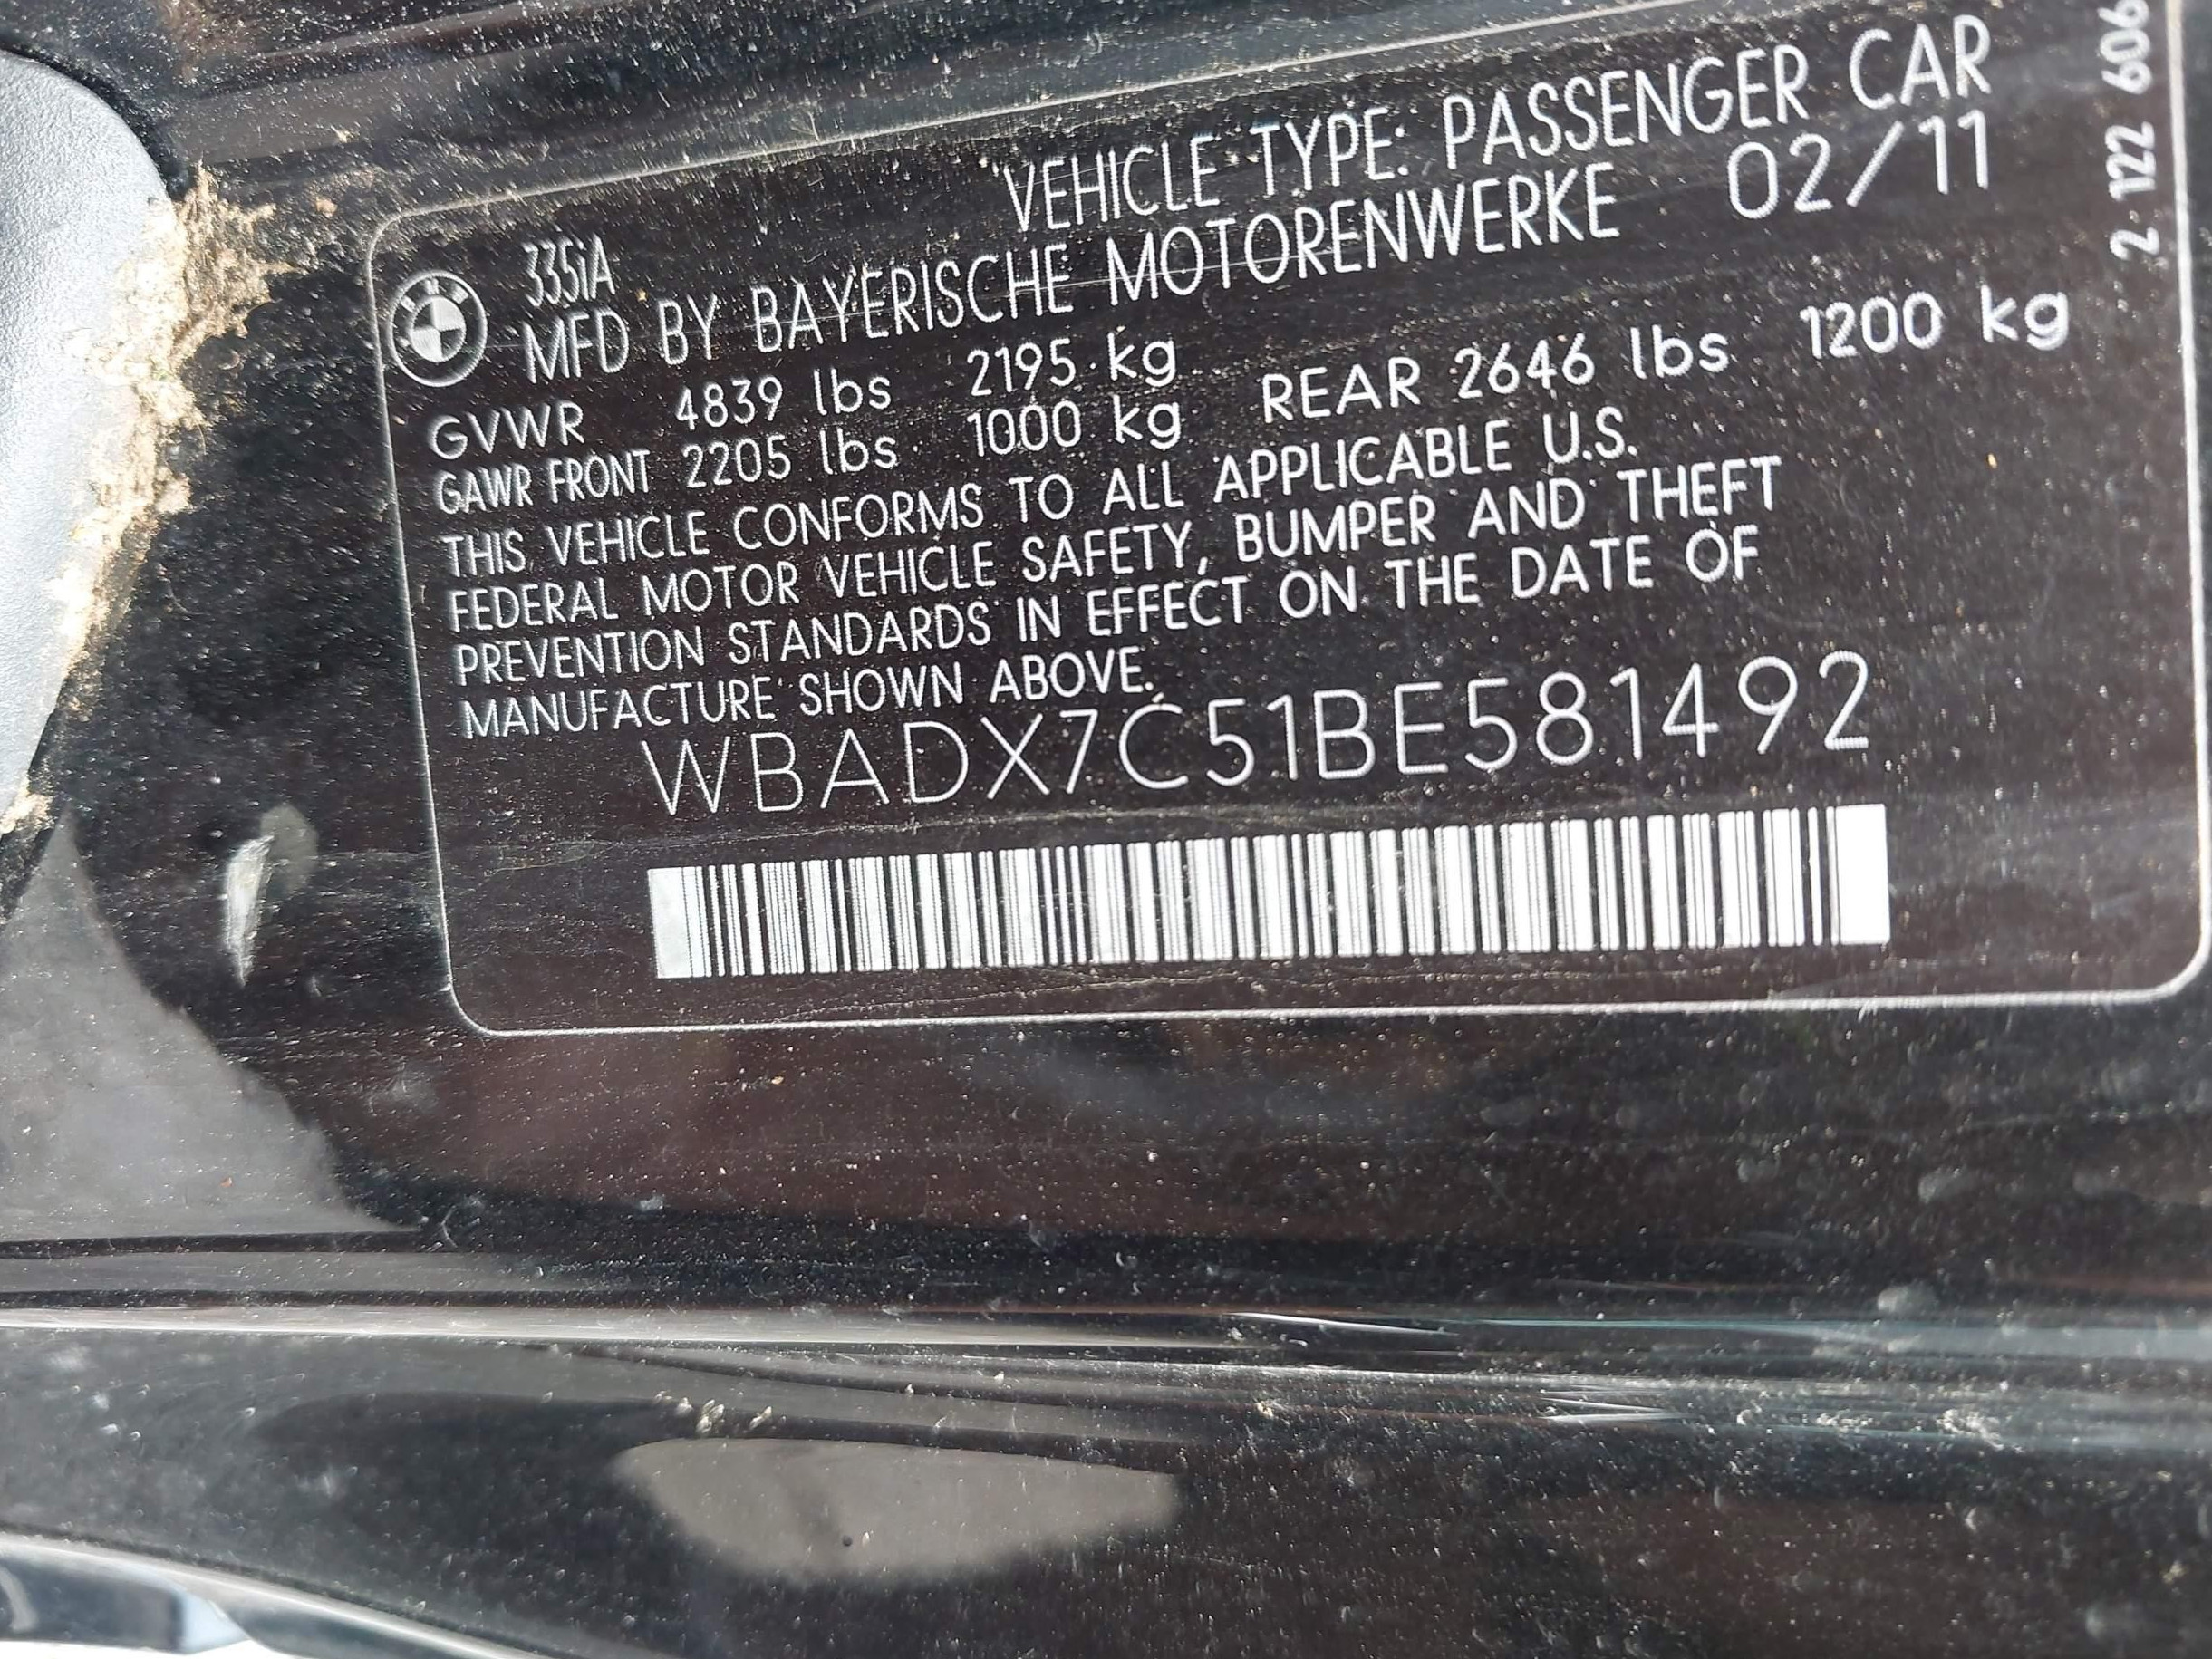 VEHICLE TYPE: PASSENGER CAR
335iA
MFD BY BAYERISCHE MOTORENWERKE 02/11
GVWR 4839 lbs 2195 kg
GAWR FRONT 2205 lbs 1000 kg REAR 2646 lbs 1200 kg
THIS VEHICLE CONFORMS TO ALL APPLICABLE U.S.
FEDERAL MOTOR VEHICLE SAFETY, BUMPER AND THEFT
PREVENTION STANDARDS IN EFFECT ON THE DATE OF
MANUFACTURE SHOWN ABOVE.
WBADX7C51BE581492
2 122 606